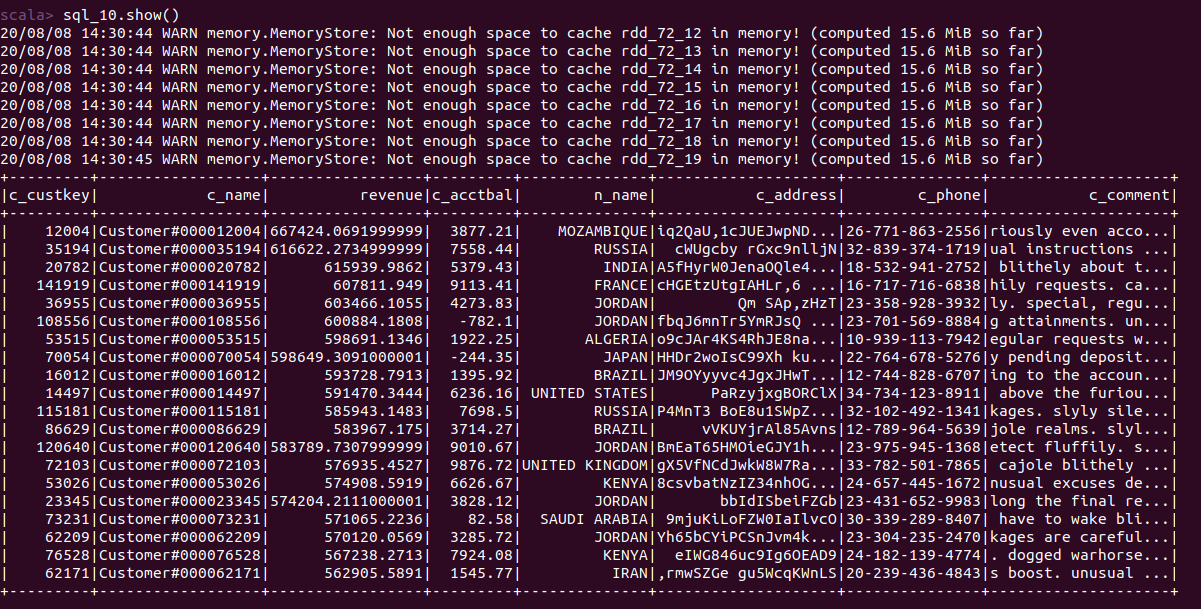 scala> sql_10.show()
20/08/08 14:30:44 WARN memory.MemoryStore: Not enough space to cache rdd_72_12 in memory! (computed 15.6 MiB so far)
20/08/08 14:30:44 WARN memory.MemoryStore: Not enough space to cache rdd_72_13 in memory! (computed 15.6 MiB so far)
20/08/08 14:30:44 WARN memory.MemoryStore: Not enough space to cache rdd_72_14 in memory! (computed 15.6 MiB so far)
20/08/08 14:30:44 WARN memory.MemoryStore: Not enough space to cache rdd_72_15 in memory! (computed 15.6 MiB so far)
20/08/08 14:30:44 WARN memory.MemoryStore: Not enough space to cache rdd_72_16 in memory! (computed 15.6 MiB so far)
20/08/08 14:30:44 WARN memory.MemoryStore: Not enough space to cache rdd_72_17 in memory! (computed 15.6 MiB so far)
20/08/08 14:30:44 WARN memory.MemoryStore: Not enough space to cache rdd_72_18 in memory! (computed 15.6 MiB so far)
20/08/08 14:30:45 WARN memory.MemoryStore: Not enough space to cache rdd_72_19 in memory! (computed 15.6 MiB so far)
+---------+------------------+-----------------+---------+--------------+--------------------+---------------+--------------------+
|c_custkey|            c_name|          revenue|c_acctbal|        n_name|           c_address|        c_phone|           c_comment|
+---------+------------------+-----------------+---------+--------------+--------------------+---------------+--------------------+
|    12004|Customer#000012004|667424.0691999999|  3877.21|    MOZAMBIQUE|iq2QaU,1cJUEJwpND...|26-771-863-2556|riously even acco...|
|    35194|Customer#000035194|616622.2734999999|  7558.44|        RUSSIA|  cWUgcby rGxc9nlljN|32-839-374-1719|ual instructions ...|
|    20782|Customer#000020782|      615939.9862|  5379.43|         INDIA|A5fHyrW0JenaOQle4...|18-532-941-2752| blithely about t...|
|   141919|Customer#000141919|       607811.949|  9113.41|        FRANCE|cHGEtzUtgIAHLr,6 ...|16-717-716-6838|hily requests. ca...|
|    36955|Customer#000036955|      603466.1055|  4273.83|        JORDAN|         Qm SAp,zHzT|23-358-928-3932|ly. special, regu...|
|   108556|Customer#000108556|      600884.1808|   -782.1|        JORDAN|fbqJ6mnTr5YmRJsQ ...|23-701-569-8884|g attainments. un...|
|    53515|Customer#000053515|      598691.1346|  1922.25|       ALGERIA|o9cJAr4KS4RhJE8na...|10-939-113-7942|egular requests w...|
|    70054|Customer#000070054|598649.3091000001|  -244.35|         JAPAN|HHDr2woIsC99Xh ku...|22-764-678-5276|y pending deposit...|
|    16012|Customer#000016012|      593728.7913|  1395.92|        BRAZIL|JM9OYyyvc4JgxJHwT...|12-744-828-6707|ing to the accoun...|
|    14497|Customer#000014497|      591470.3444|  6236.16| UNITED STATES|      PaRzyjxgBORClX|34-734-123-8911| above the furiou...|
|   115181|Customer#000115181|      585943.1483|   7698.5|        RUSSIA|P4MnT3 BoE8u1SWpZ...|32-102-492-1341|kages. slyly sile...|
|    86629|Customer#000086629|       583967.175|  3714.27|        BRAZIL|     vVKUYjrAl85Avns|12-789-964-5639|jole realms. slyl...|
|   120640|Customer#000120640|583789.7307999999|  9010.67|        JORDAN|BmEaT65HMOieGJY1h...|23-975-945-1368|etect fluffily. s...|
|    72103|Customer#000072103|      576935.4527|  9876.72|UNITED KINGDOM|gX5VfNCdJwkW8W7Ra...|33-782-501-7865| cajole blithely ...|
|    53026|Customer#000053026|      574908.5919|  6626.67|         KENYA|8csvbatNzIZ34nhOG...|24-657-445-1672|nusual excuses de...|
|    23345|Customer#000023345|574204.2111000001|  3828.12|        JORDAN|       bbIdISbeiFZGb|23-431-652-9983|long the final re...|
|    73231|Customer#000073231|      571065.2236|    82.58|  SAUDI ARABIA| 9mjuKiLoFZW0IaIlvcO|30-339-289-8407| have to wake bli...|
|    62209|Customer#000062209|      570120.0569|  3285.72|        JORDAN|Yh65bCYiPCSnJvm4k...|23-304-235-2470|kages are careful...|
|    76528|Customer#000076528|      567238.2713|  7924.08|         KENYA|  eIWG846uc9Ig6OEAD9|24-182-139-4774|. dogged warhorse...|
|    62171|Customer#000062171|      562905.5891|  1545.77|          IRAN|,rmwSZGe gu5WcqKWnLS|20-239-436-4843|s boost. unusual ...|
+---------+------------------+-----------------+---------+--------------+--------------------+---------------+--------------------+